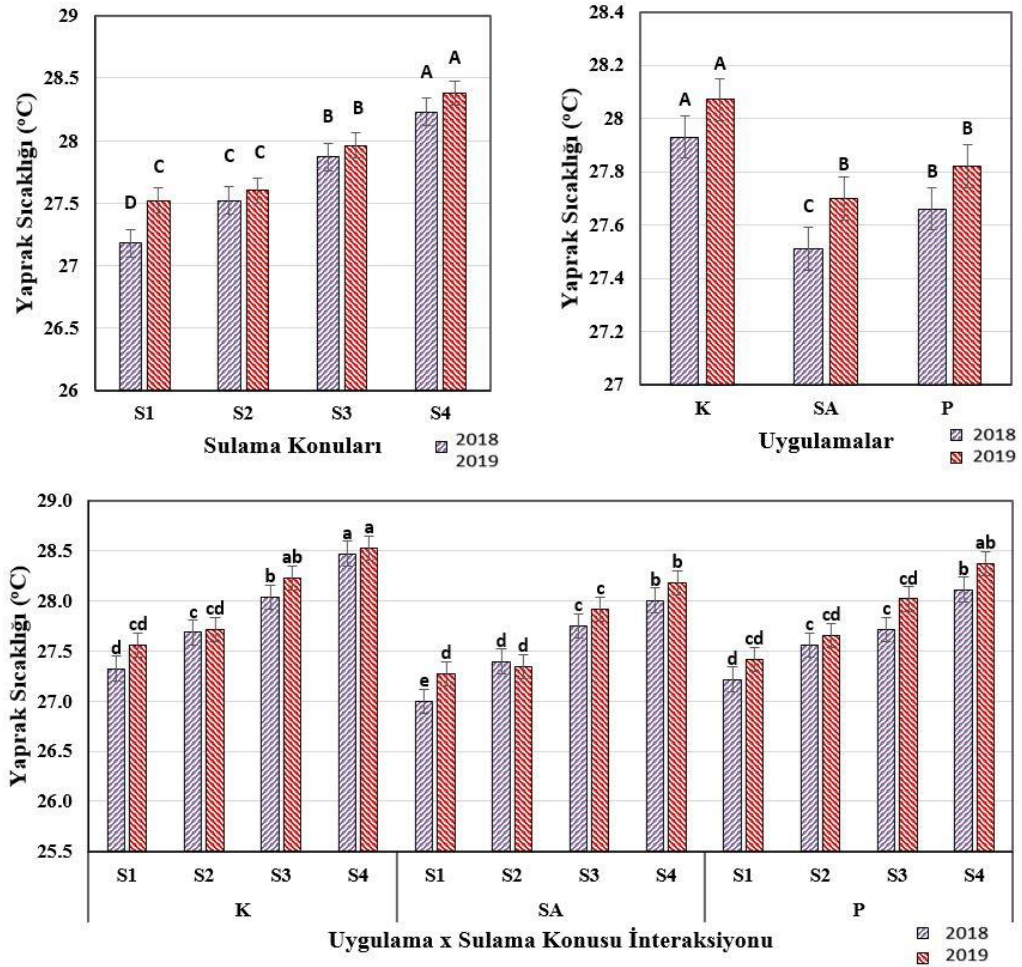 29
28.5
28
27.5
27
26.5
26
Yaprak Sıcaklığı (°C)
D C C C B B A A
S1 S2 S3 S4
Sulama Konuları
2018
2019
28.4
28.2
28
27.8
27.6
27.4
27.2
27
Yaprak Sıcaklığı (°C)
A A C B B B
K SA P
Uygulamalar
2018
2019
29.0
28.5
28.0
27.5
27.0
26.5
26.0
25.5
Yaprak Sıcaklığı (°C)
d cd c cd b ab a a e d d d c c b b d cd c cd c cd b ab
S1 S2 S3 S4 S1 S2 S3 S4 S1 S2 S3 S4
K SA P
Uygulama x Sulama Konusu İnteraksiyonu
2018
2019